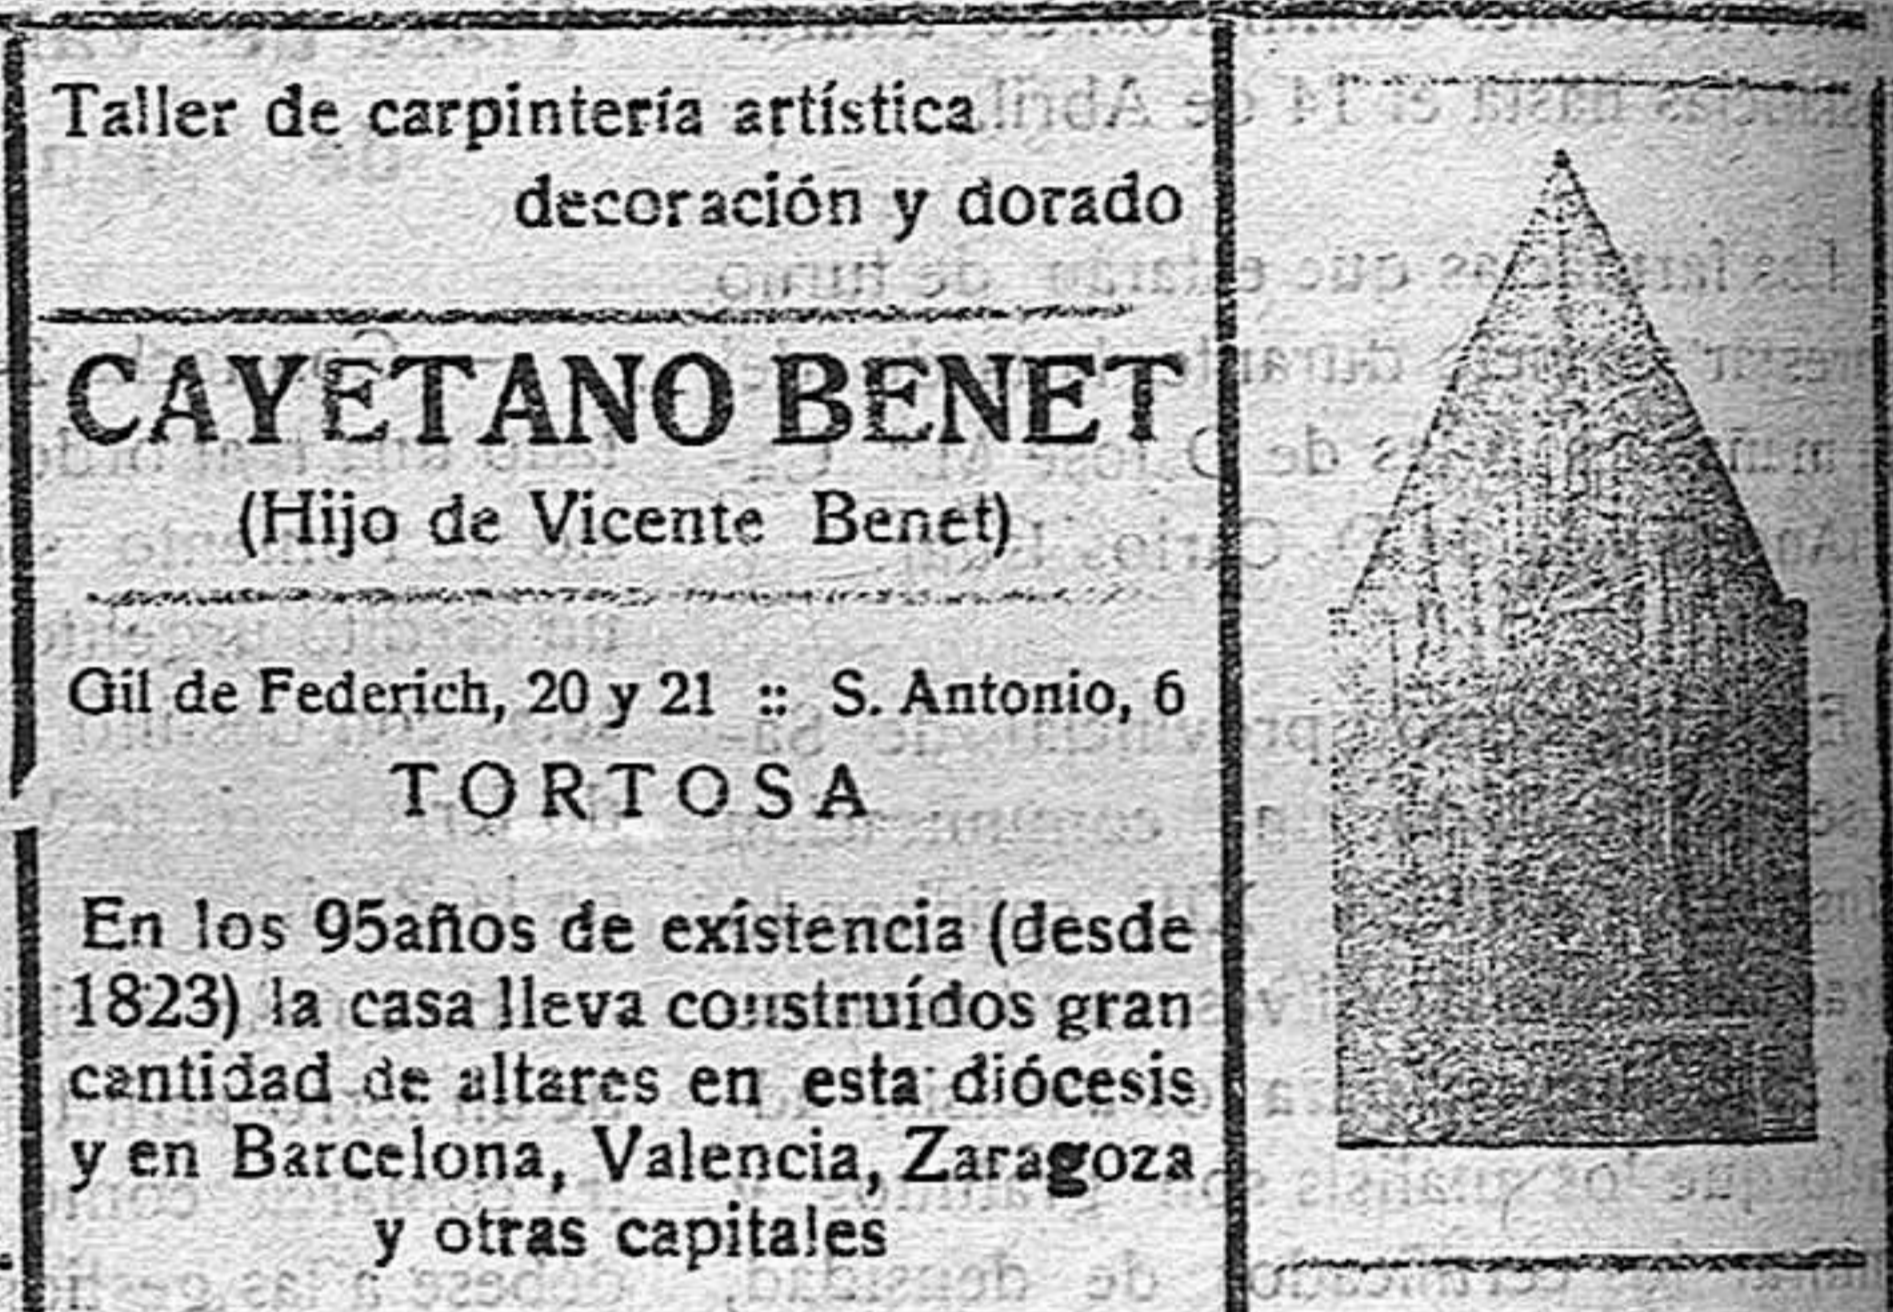 Taller de carpintería artística
decoración y dorado
CAYETANO BENET
(Hijo de Vicente Benet)
Gil de Federich, 20 y 21 :: S. Antonio, 6
TORTOSA
En los 95años de existencia (desde
1823) la casa lleva construídos gran
cantidad de altares en esta diócesis
y en Barcelona, Valencia, Zaragoza
y otras capitales